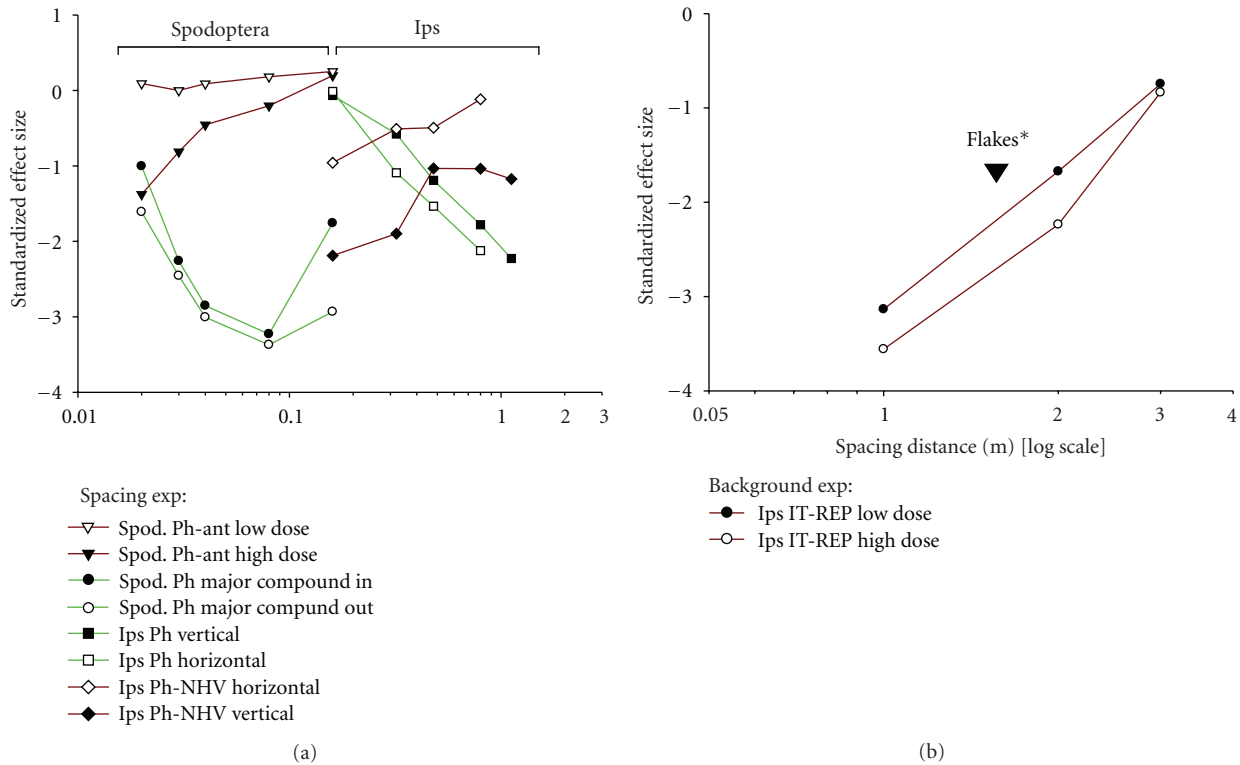 Spodoptera
Ips
1
0
−1
−2
−3
−4
Standardized effect size
0.01
0.1
1
2
3
Spacing exp:
Spod. Ph-ant low dose
Spod. Ph-ant high dose
Spod. Ph major compound in
Spod. Ph major compund out
Ips Ph vertical
Ips Ph horizontal
Ips Ph-NHV horizontal
Ips Ph-NHV vertical
(a)
0
−1
−2
−3
−4
Standardized effect size
Flakes*
0.05
1
2
3
4
Spacing distance (m) [log scale]
Background exp:
Ips IT-REP low dose
Ips IT-REP high dose
(b)